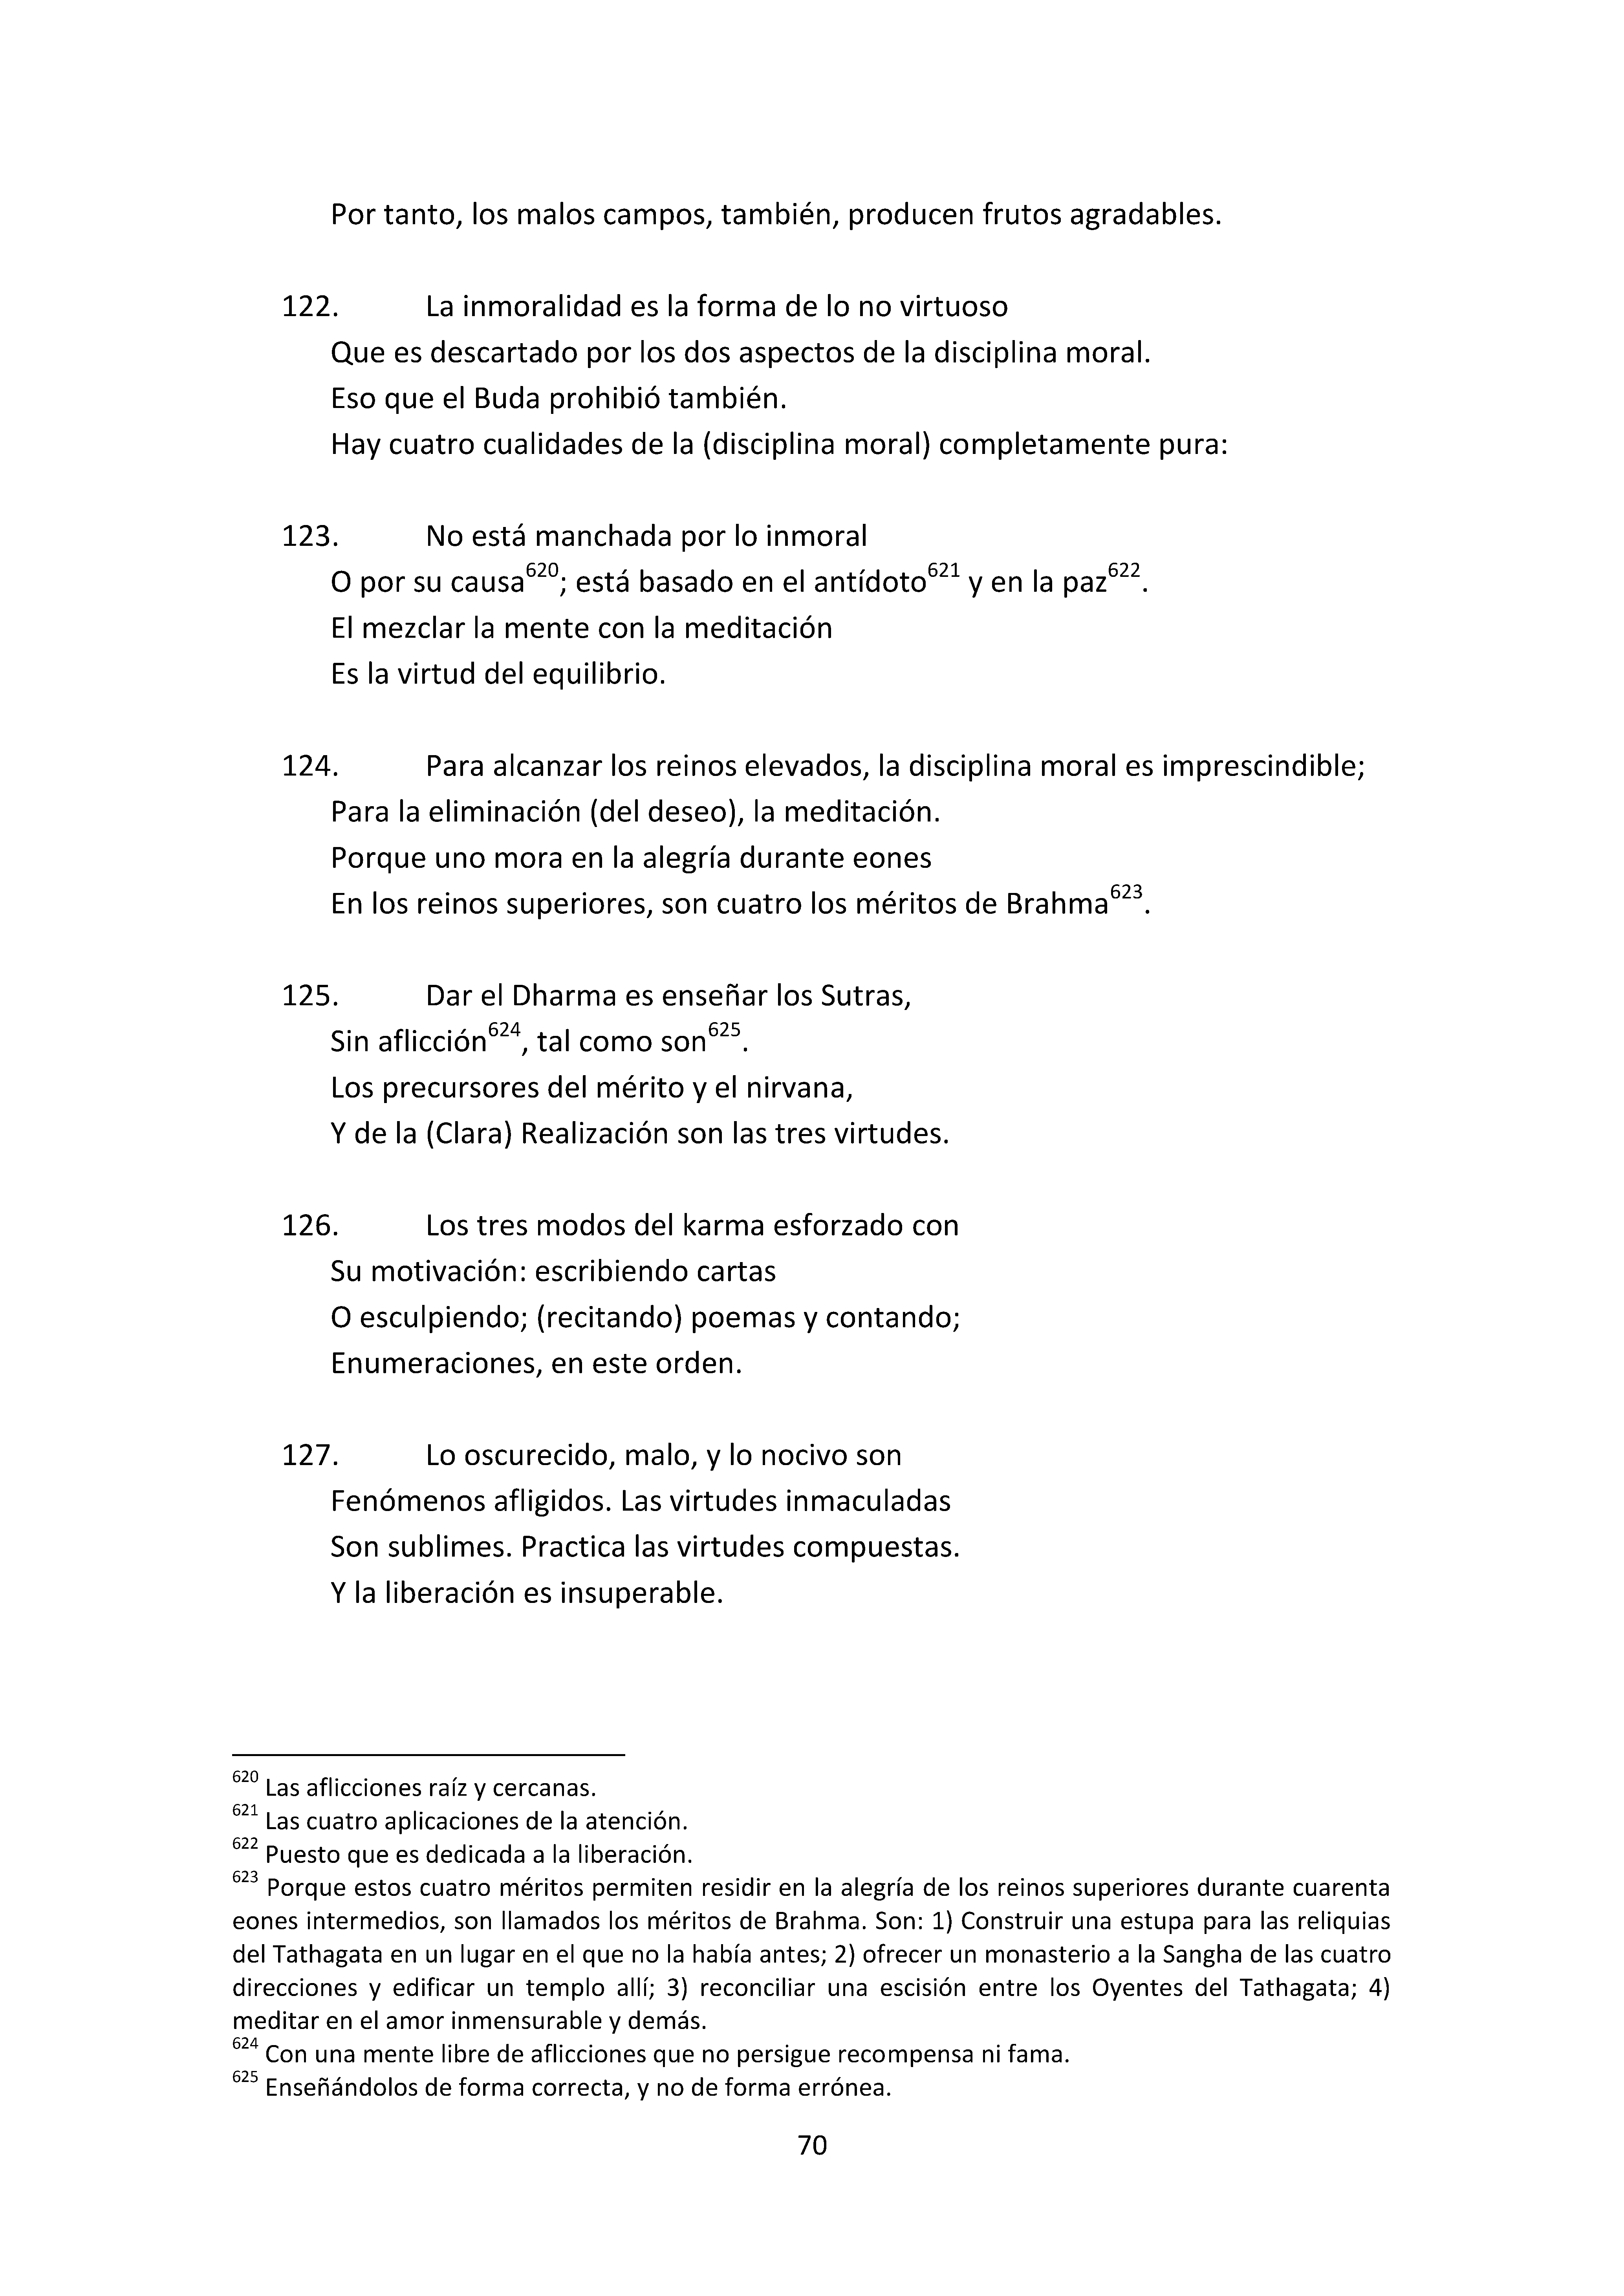 Por tanto, los malos campos, también, producen frutos agradables.
122. La inmoralidad es la forma de lo no virtuoso
Que es descartado por los dos aspectos de la disciplina moral.
Eso que el Buda prohibió también.
Hay cuatro cualidades de la (disciplina moral) completamente pura:
123. No está manchada por lo inmoral
O por su causa620; está basado en el antídoto621 y en la paz622.
El mezclar la mente con la meditación
Es la virtud del equilibrio.
124. Para alcanzar los reinos elevados, la disciplina moral es imprescindible;
Para la eliminación (del deseo), la meditación.
Porque uno mora en la alegría durante eones
En los reinos superiores, son cuatro los méritos de Brahma623.
125. Dar el Dharma es enseñar los Sutras,
Sin aflicción624, tal como son625.
Los precursores del mérito y el nirvana,
Y de la (Clara) Realización son las tres virtudes.
126. Los tres modos del karma esforzado con
Su motivación: escribiendo cartas
O esculpiendo; (recitando) poemas y contando;
Enumeraciones, en este orden.
127. Lo oscurecido, malo, y lo nocivo son
Fenómenos afligidos. Las virtudes inmaculadas
Son sublimes. Practica las virtudes compuestas.
Y la liberación es insuperable.
620 Las aflicciones raíz y cercanas.
621 Las cuatro aplicaciones de la atención.
622 Puesto que es dedicada a la liberación.
623 Porque estos cuatro méritos permiten residir en la alegría de los reinos superiores durante cuarenta
eones intermedios, son llamados los méritos de Brahma. Son: 1) Construir una estupa para las reliquias
del Tathagata en un lugar en el que no la había antes; 2) ofrecer un monasterio a la Sangha de las cuatro
direcciones y edificar un templo allí; 3) reconciliar una escisión entre los Oyentes del Tathagata; 4)
meditar en el amor inmensurable y demás.
624 Con una mente libre de aflicciones que no persigue recompensa ni fama.
625 Enseñándolos de forma correcta, y no de forma errónea.
70